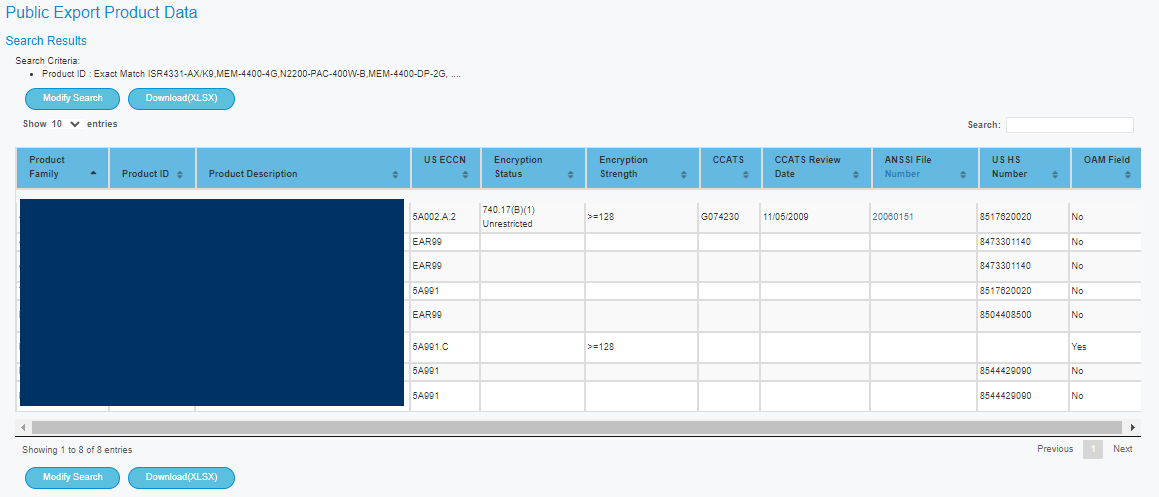 Public Export Product Data
Search Results
Search Criteria:
Product ID : Exact Match ISR4331-AX/K9,MEM-4400-4G,N2200-PAC-400W-B,MEM-4400-DP-2G, ....
Modify Search Download(XLSX)
Show 10 entries Search:
Product Family Product ID Product Description US ECCN Encryption Status Encryption Strength CCATS CCATS Review Date ANSSI File Number US HS Number OAM Field
5A002.A.2 740.17(B)(1) Unrestricted >=128 G074230 11/05/2009 20060151 8517620020 No
EAR99 8473301140 No
EAR99 8473301140 No
5A991 8517620020 No
EAR99 8504408500 No
5A991.C >=128 Yes
5A991 8544429090 No
5A991 8544429090 No
Showing 1 to 8 of 8 entries Previous 1 Next
Modify Search Download(XLSX)